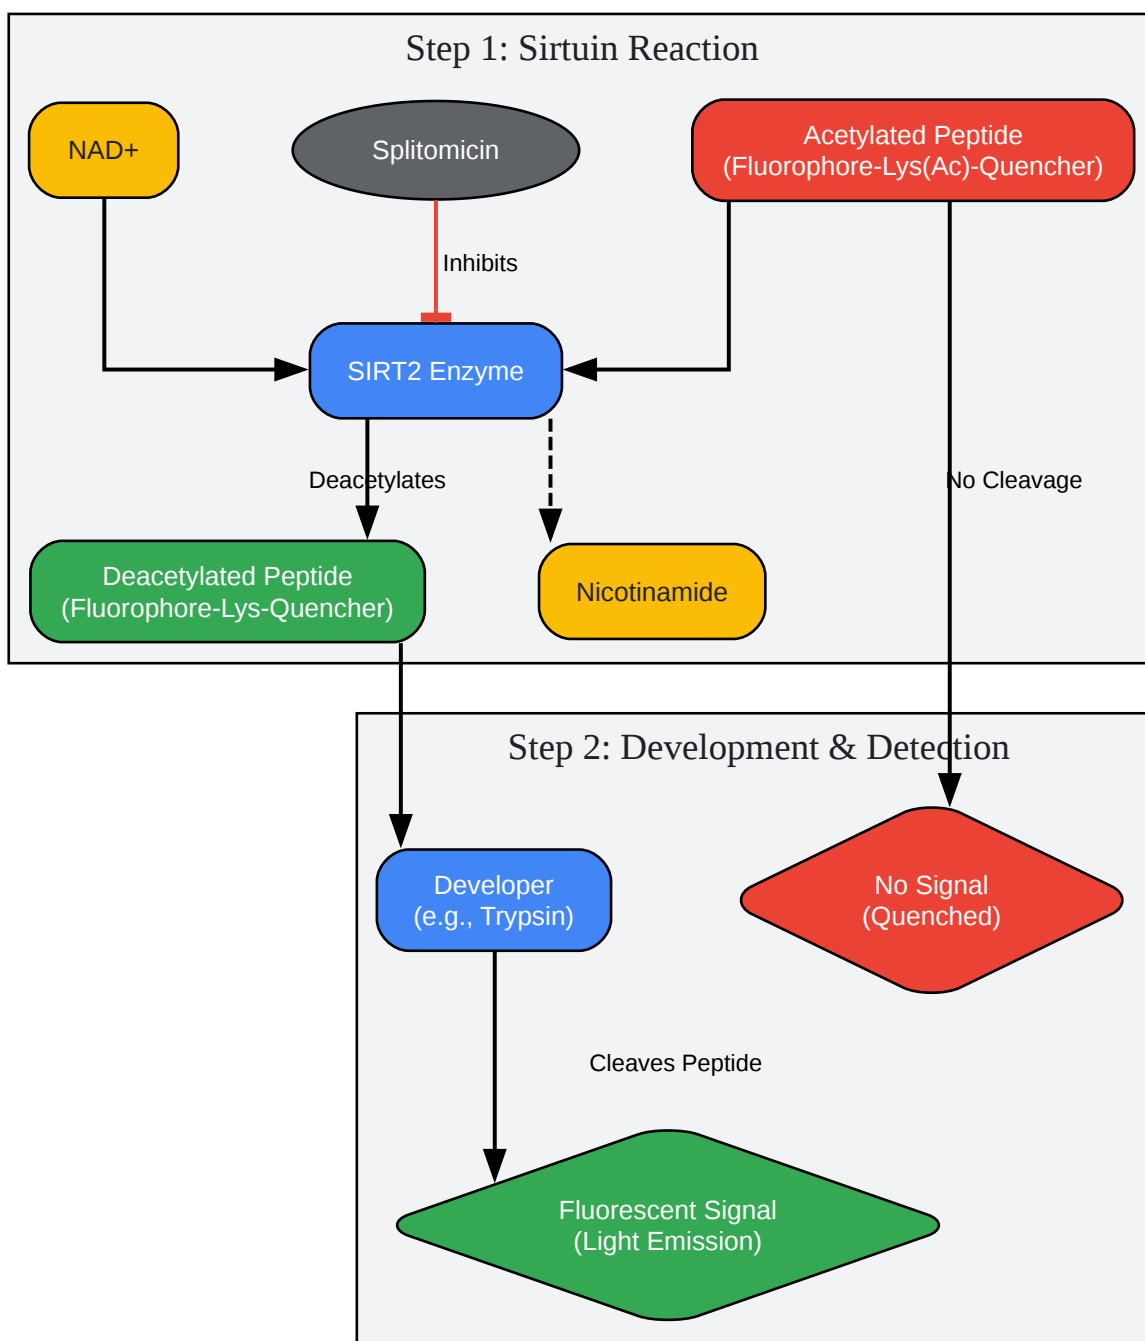 Step 1: Sirtuin Reaction
NAD+
Splitomicin
Acetylated Peptide
(Fluorophore-Lys(Ac)-Quencher)
Inhibits
SIRT2 Enzyme
Deacetylates
No Cleavage
Deacetylated Peptide
(Fluorophore-Lys-Quencher)
Nicotinamide
Step 2: Development & Detection
Developer
(e.g., Trypsin)
No Signal
(Quenched)
Cleaves Peptide
Fluorescent Signal
(Light Emission)